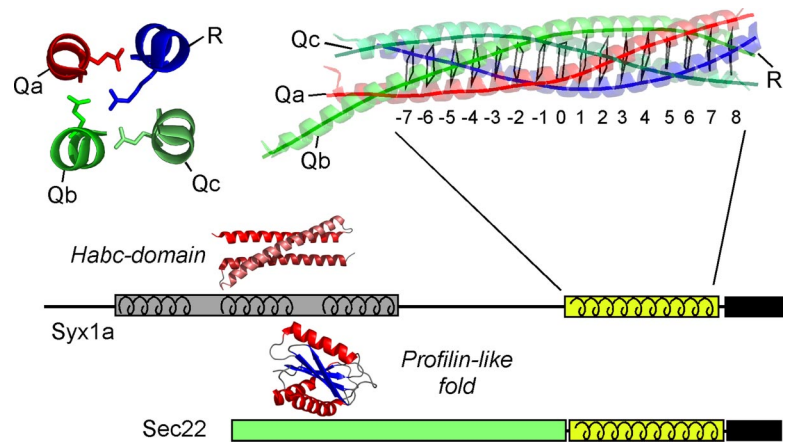 Qa
R
Qb
Qc
Qc
Qa
Qb
R
-7 -6 -5 -4 -3 -2 -1 0 1 2 3 4 5 6 7 8
Habc-domain
Syx1a
Profilin-like
fold
Sec22